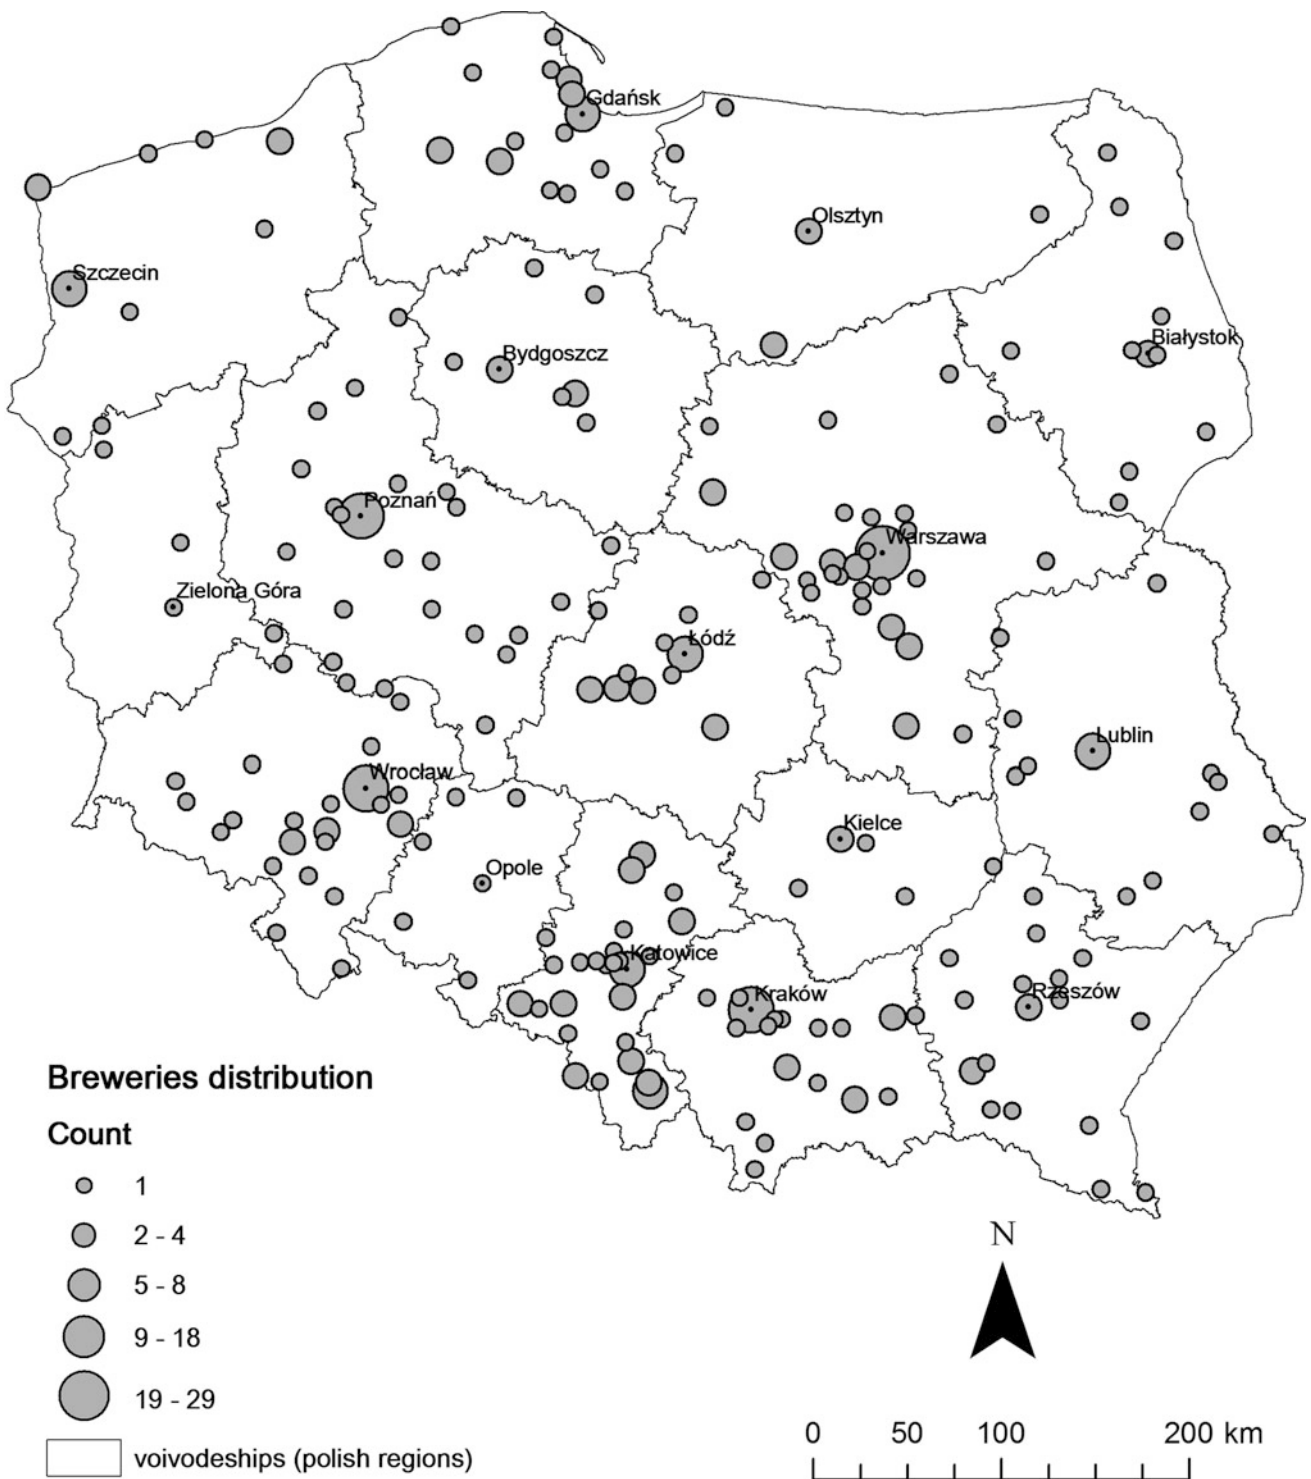 Gdańsk
Olsztyn
Szczecin
Białystok
Bydgoszcz
Poznań
Warszawa
Zielona Góra
Łódź
Lublin
Wrocław
Kielce
Opole
Katowice
Kraków
Rzeszów
Breweries distribution
Count
1
2 - 4
5 - 8
9 - 18
19 - 29
voivodeships (polish regions)
N
0 50 100 200 km